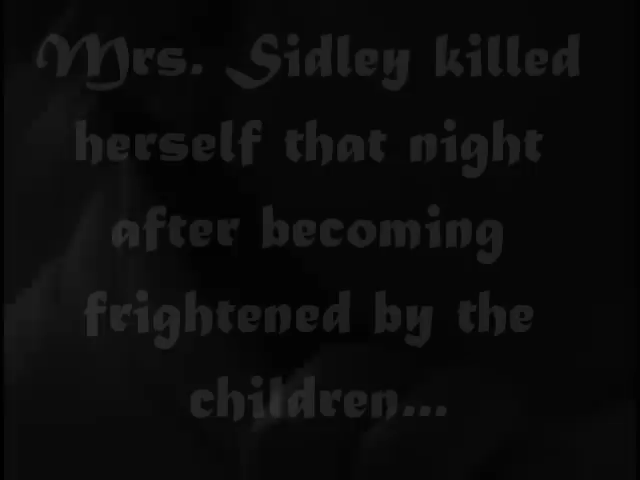 Mrs. Sidley killed
herself that night
after becoming
frightened by the
children...